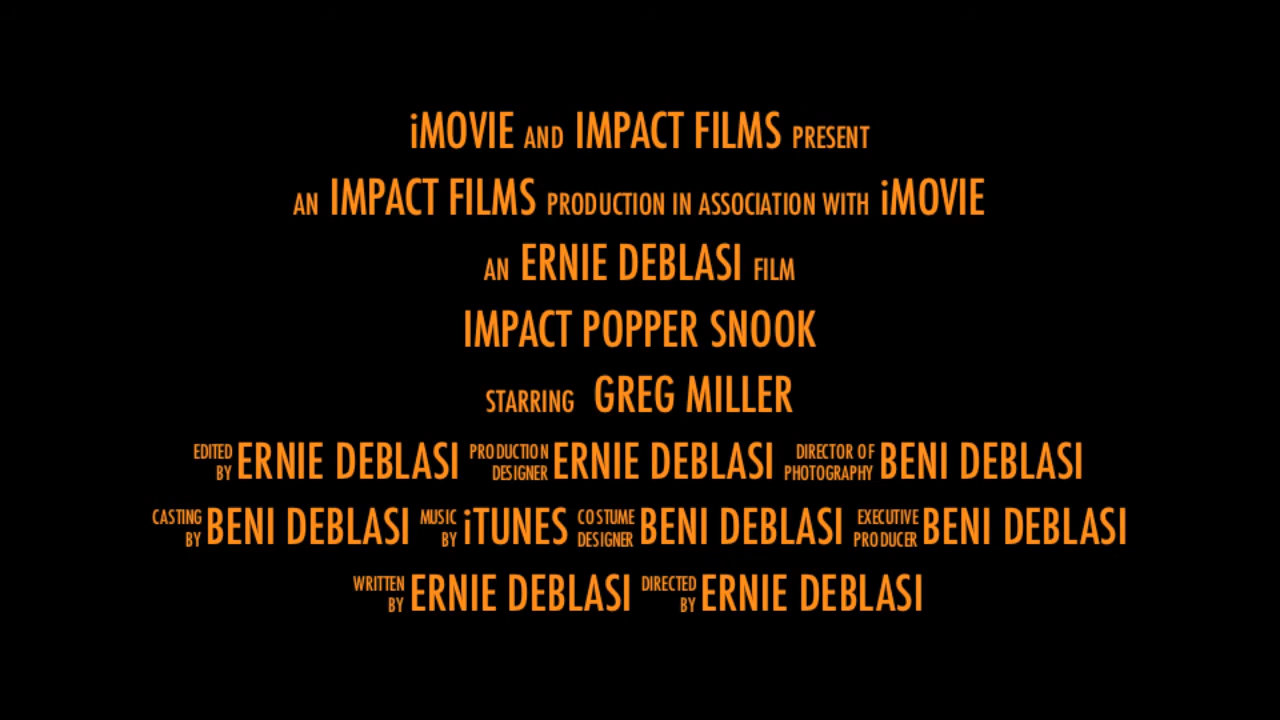 iMOVIE AND IMPACT FILMS PRESENT
AN IMPACT FILMS PRODUCTION IN ASSOCIATION WITH iMOVIE
AN ERNIE DEBLASI FILM
IMPACT POPPER SNOOK
STARRING GREG MILLER
EDITED BY ERNIE DEBLASI PRODUCTION DESIGNER ERNIE DEBLASI DIRECTOR OF PHOTOGRAPHY BENI DEBLASI
CASTING BY BENI DEBLASI MUSIC BY iTUNES COSTUME DESIGNER BENI DEBLASI EXECUTIVE PRODUCER BENI DEBLASI
WRITTEN BY ERNIE DEBLASI DIRECTED BY ERNIE DEBLASI